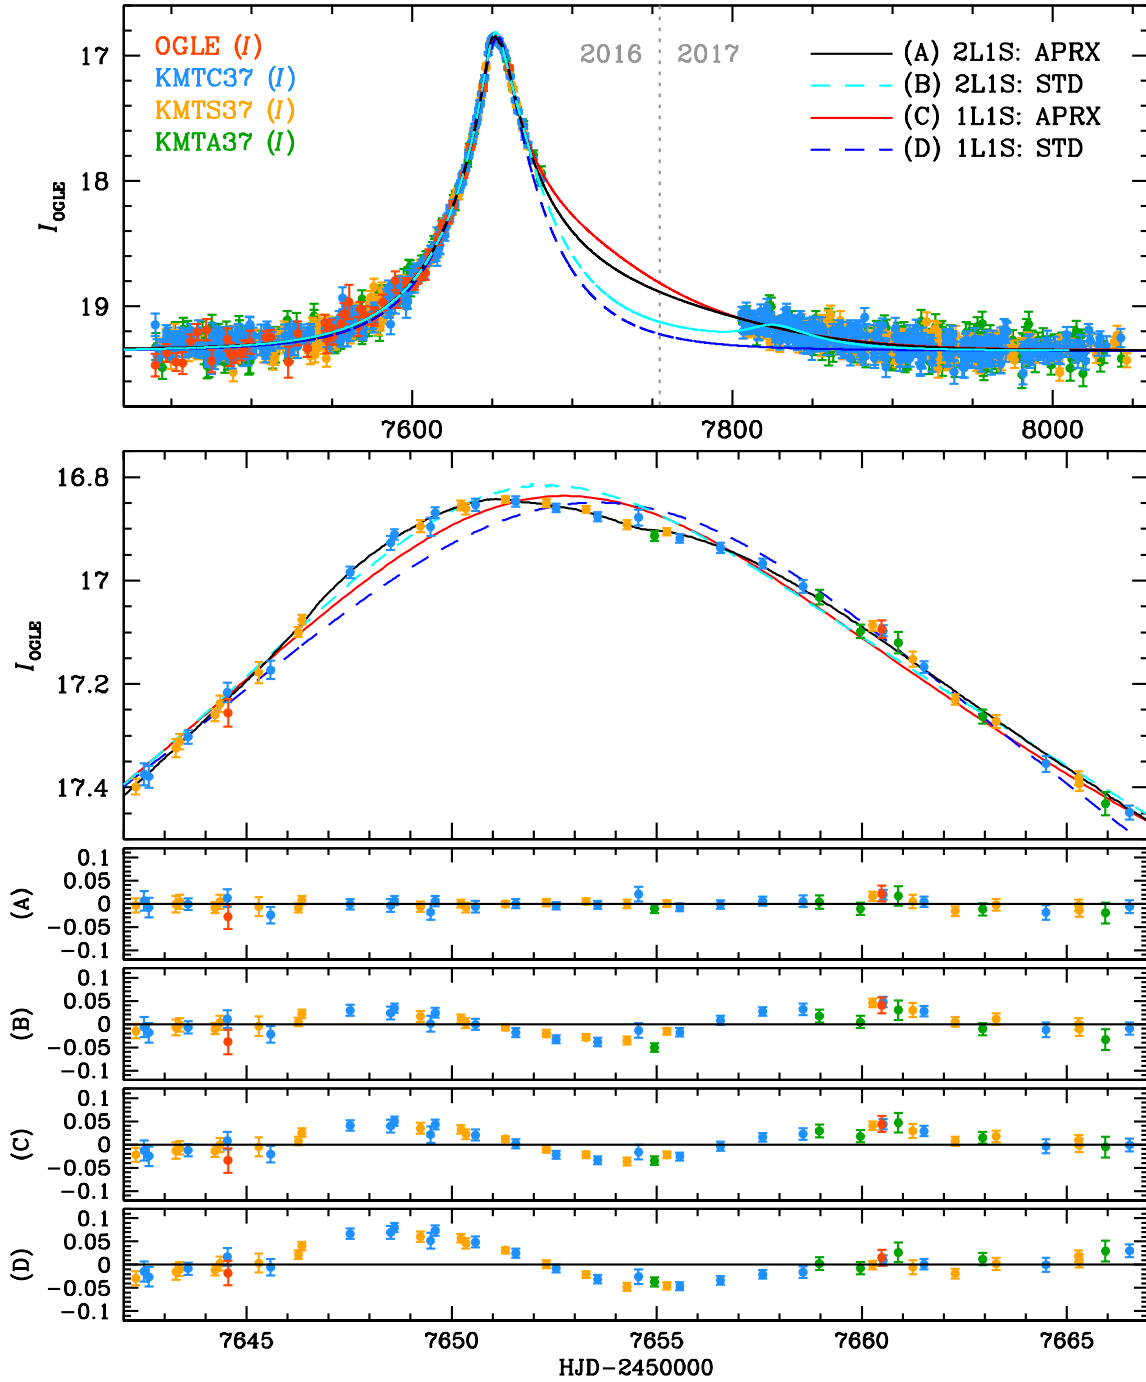 17
18
19
I OGLE
OGLE (I)
KMTC37 (I)
KMTS37 (I)
KMTA37 (I)
2016 2017
(A) 2L1S: APRX
(B) 2L1S: STD
(C) 1L1S: APRX
(D) 1L1S: STD
7600 7800 8000
16.8
17
17.2
17.4
I OGLE
0.1
0.05
0
−0.05
−0.1
(A)
0.1
0.05
0
−0.05
−0.1
(B)
0.1
0.05
0
−0.05
−0.1
(C)
0.1
0.05
0
−0.05
−0.1
(D)
7645 7650 7655 7660 7665
HJD−2450000